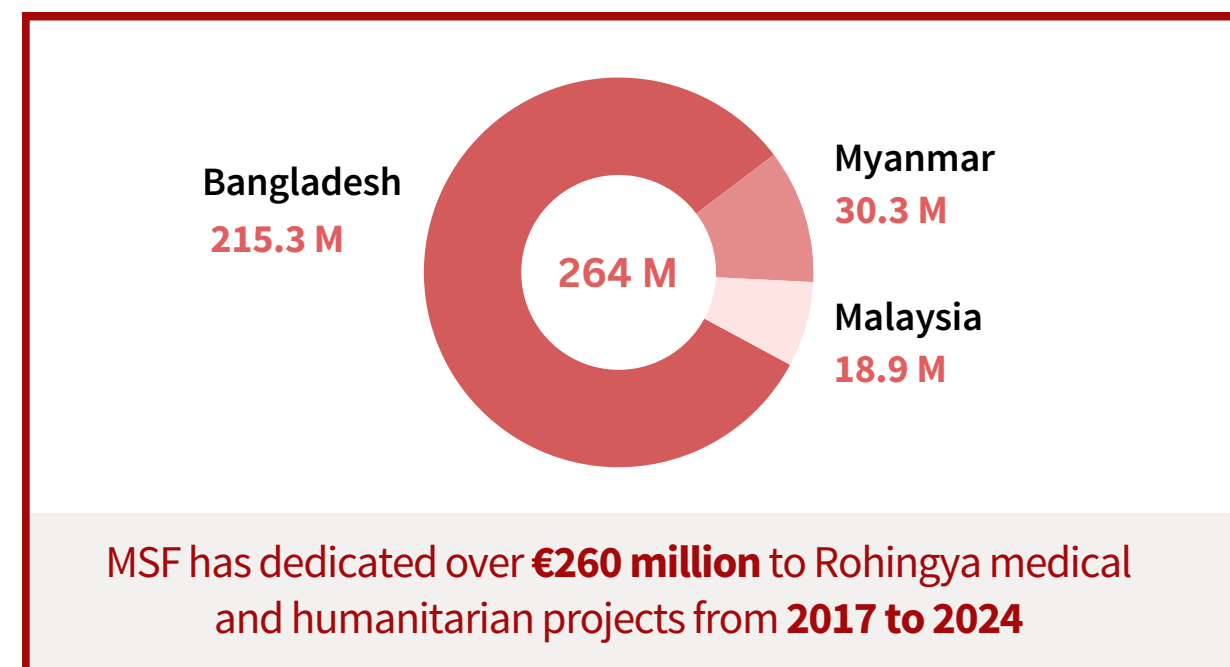 Bangladesh
215.3 M
264 M
Myanmar
30.3 M
Malaysia
18.9 M
MSF has dedicated over €260 million to Rohingya medical
and humanitarian projects from 2017 to 2024